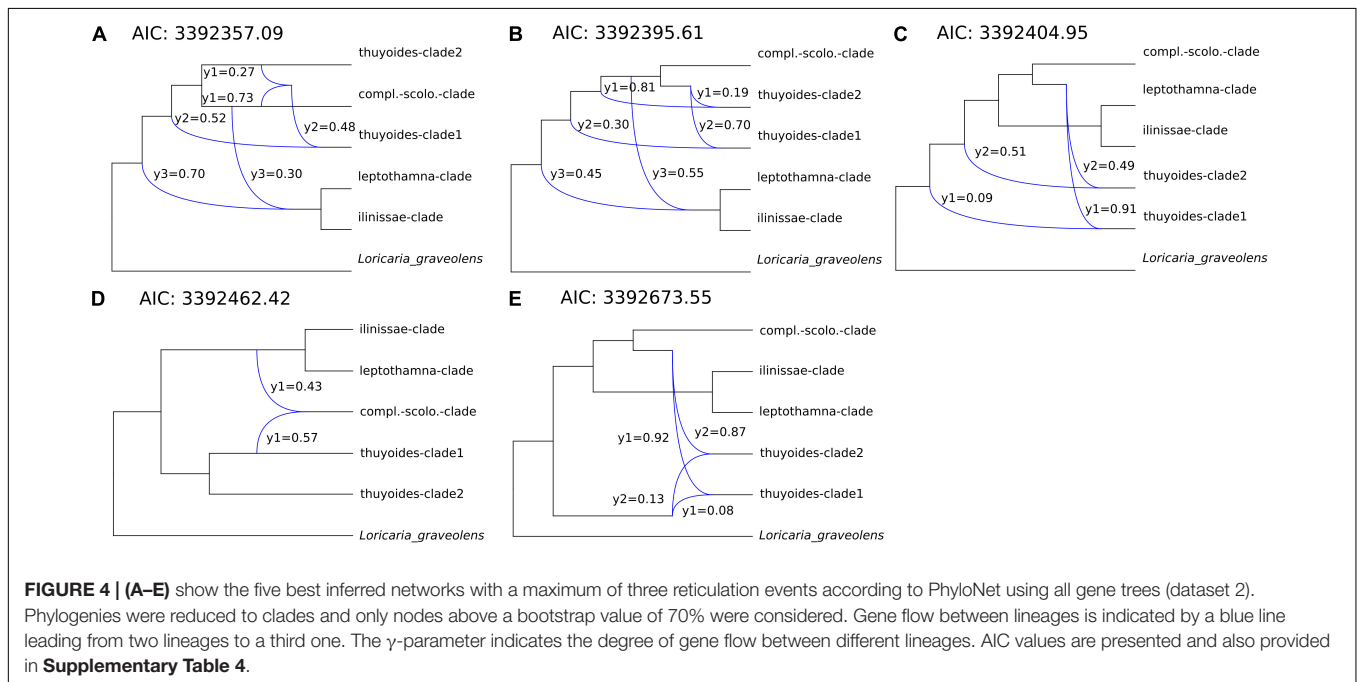 A AIC: 3392357.09
thuyoides-clade2
y1=0.27
compl.-scolo.-clade
y1=0.73
y2=0.52
y2=0.48
thuyoides-clade1
y3=0.70
y3=0.30
leptothamna-clade
ilinissae-clade
Loricaria_graveolens
B AIC: 3392395.61
compl.-scolo.-clade
y1=0.81
y1=0.19
thuyoides-clade2
y2=0.30
y2=0.70
thuyoides-clade1
y3=0.45
y3=0.55
leptothamna-clade
ilinissae-clade
Loricaria_graveolens
C AIC: 3392404.95
compl.-scolo.-clade
leptothamna-clade
ilinissae-clade
y2=0.51
y2=0.49
thuyoides-clade2
y1=0.09
y1=0.91
thuyoides-clade1
Loricaria_graveolens
D AIC: 3392462.42
ilinissae-clade
leptothamna-clade
y1=0.43
compl.-scolo.-clade
y1=0.57
thuyoides-clade1
thuyoides-clade2
Loricaria_graveolens
E AIC: 3392673.55
compl.-scolo.-clade
ilinissae-clade
leptothamna-clade
y1=0.92
y2=0.87
thuyoides-clade2
y2=0.13
thuyoides-clade1
y1=0.08
Loricaria_graveolens
FIGURE 4 | (A–E) show the five best inferred networks with a maximum of three reticulation events according to PhyloNet using all gene trees (dataset 2).
Phylogenies were reduced to clades and only nodes above a bootstrap value of 70% were considered. Gene flow between lineages is indicated by a blue line
leading from two lineages to a third one. The γ-parameter indicates the degree of gene flow between different lineages. AIC values are presented and also provided
in Supplementary Table 4.